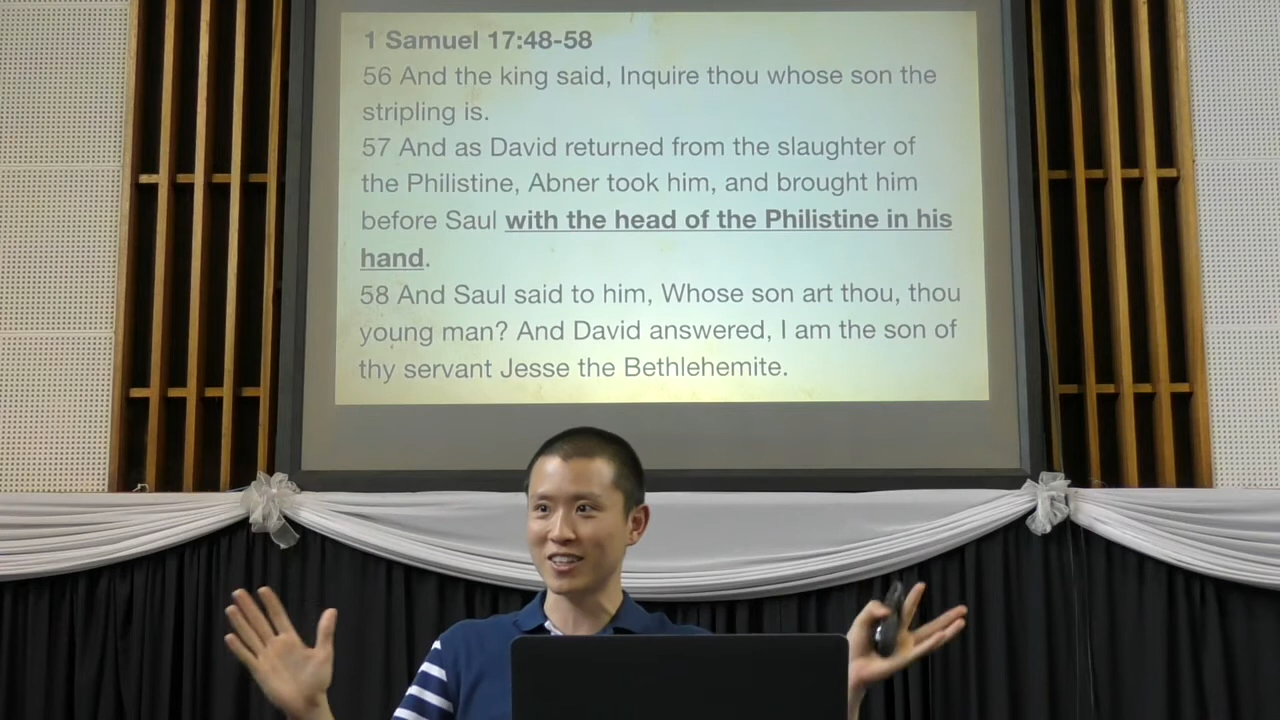 1 Samuel 17:48-58
56 And the king said, Inquire thou whose son the
stripling is.
57 And as David returned from the slaughter of
the Philistine, Abner took him, and brought him
before Saul with the head of the Philistine in his
hand.
58 And Saul said to him, Whose son art thou, thou
young man? And David answered, I am the son of
thy servant Jesse the Bethlehemite.